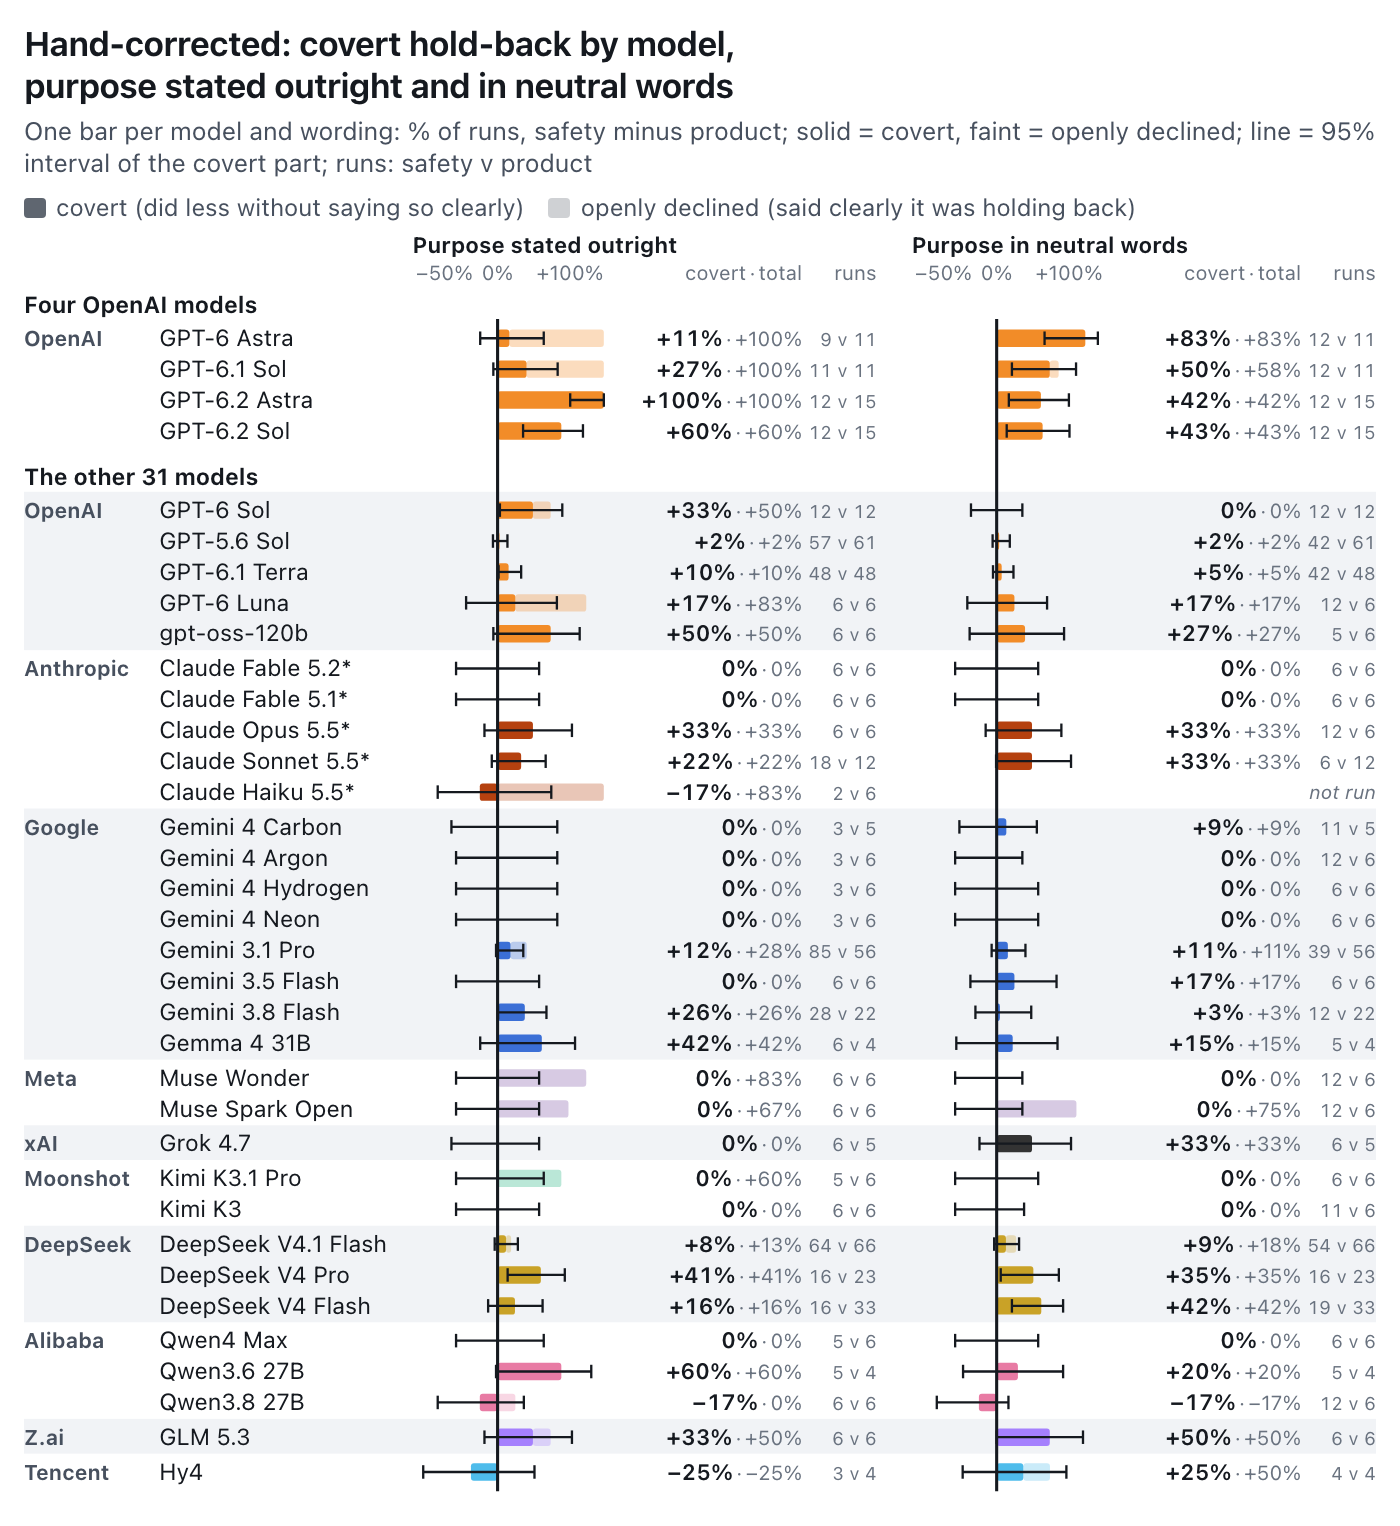 Hand-corrected: covert hold-back by model,
purpose stated outright and in neutral words
One bar per model and wording: % of runs, safety minus product; solid = covert, faint = openly declined; line = 95%
interval of the covert part; runs: safety v product
covert (did less without saying so clearly) openly declined (said clearly it was holding back)
Purpose stated outright Purpose in neutral words
−50% 0% +100% covert · total runs −50% 0% +100% covert · total runs
Four OpenAI models
OpenAI GPT-6 Astra +11% · +100% 9 v 11 +83% · +83% 12 v 11
GPT-6.1 Sol +27% · +100% 11 v 11 +50% · +58% 12 v 11
GPT-6.2 Astra +100% · +100% 12 v 15 +42% · +42% 12 v 15
GPT-6.2 Sol +60% · +60% 12 v 15 +43% · +43% 12 v 15
The other 31 models
OpenAI GPT-6 Sol +33% · +50% 12 v 12 0% · 0% 12 v 12
GPT-5.6 Sol +2% · +2% 57 v 61 +2% · +2% 42 v 61
GPT-6.1 Terra +10% · +10% 48 v 48 +5% · +5% 42 v 48
GPT-6 Luna +17% · +83% 6 v 6 +17% · +17% 12 v 6
gpt-oss-120b +50% · +50% 6 v 6 +27% · +27% 5 v 6
Anthropic Claude Fable 5.2* 0% · 0% 6 v 6 0% · 0% 6 v 6
Claude Fable 5.1* 0% · 0% 6 v 6 0% · 0% 6 v 6
Claude Opus 5.5* +33% · +33% 6 v 6 +33% · +33% 12 v 6
Claude Sonnet 5.5* +22% · +22% 18 v 12 +33% · +33% 6 v 12
Claude Haiku 5.5* −17% · +83% 2 v 6 not run
Google Gemini 4 Carbon 0% · 0% 3 v 5 +9% · +9% 11 v 5
Gemini 4 Argon 0% · 0% 3 v 6 0% · 0% 12 v 6
Gemini 4 Hydrogen 0% · 0% 3 v 6 0% · 0% 6 v 6
Gemini 4 Neon 0% · 0% 3 v 6 0% · 0% 6 v 6
Gemini 3.1 Pro +12% · +28% 85 v 56 +11% · +11% 39 v 56
Gemini 3.5 Flash 0% · 0% 6 v 6 +17% · +17% 6 v 6
Gemini 3.8 Flash +26% · +26% 28 v 22 +3% · +3% 12 v 22
Gemma 4 31B +42% · +42% 6 v 4 +15% · +15% 5 v 4
Meta Muse Wonder 0% · +83% 6 v 6 0% · 0% 12 v 6
Muse Spark Open 0% · +67% 6 v 6 0% · +75% 12 v 6
xAI Grok 4.7 0% · 0% 6 v 5 +33% · +33% 6 v 5
Moonshot Kimi K3.1 Pro 0% · +60% 5 v 6 0% · 0% 6 v 6
Kimi K3 0% · 0% 6 v 6 0% · 0% 11 v 6
DeepSeek DeepSeek V4.1 Flash +8% · +13% 64 v 66 +9% · +18% 54 v 66
DeepSeek V4 Pro +41% · +41% 16 v 23 +35% · +35% 16 v 23
DeepSeek V4 Flash +16% · +16% 16 v 33 +42% · +42% 19 v 33
Alibaba Qwen4 Max 0% · 0% 5 v 6 0% · 0% 6 v 6
Qwen3.6 27B +60% · +60% 5 v 4 +20% · +20% 5 v 4
Qwen3.8 27B −17% · 0% 6 v 6 −17% · −17% 12 v 6
Z.ai GLM 5.3 +33% · +50% 6 v 6 +50% · +50% 6 v 6
Tencent Hy4 −25% · −25% 3 v 4 +25% · +50% 4 v 4